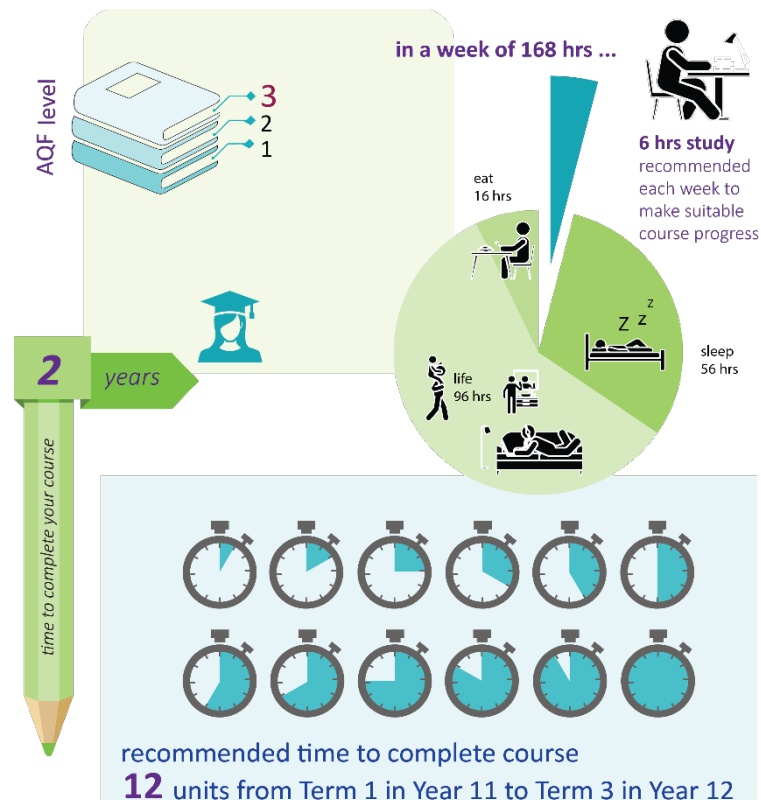 in a week of 168 hrs ...
AQF level
3
2
1
6 hrs study
recommended
each week to
make suitable
course progress
eat
16 hrs
z
z
Z
sleep
56 hrs
life
96 hrs
2 years
time to complete your course
recommended time to complete course
12 units from Term 1 in Year 11 to Term 3 in Year 12